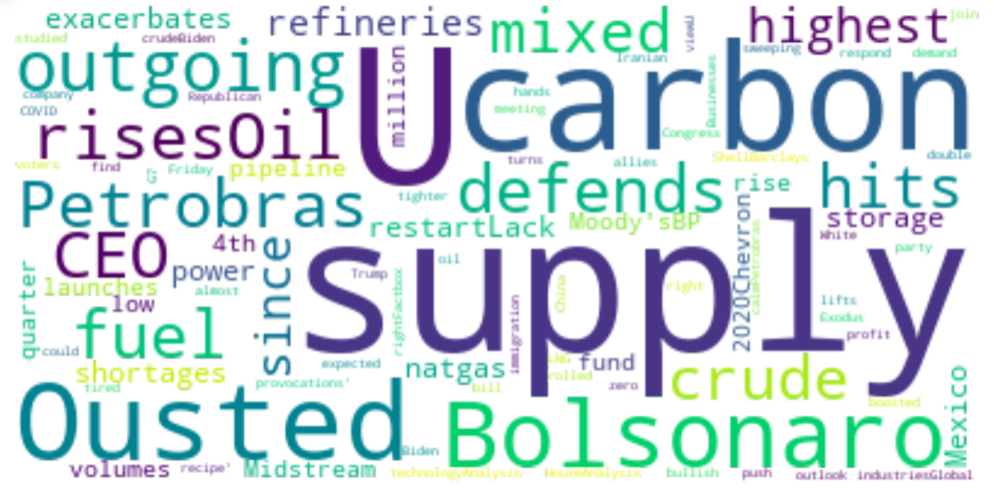 exacerbates
refineries
mixed
highest
join
studied
crudeBiden
outgoing
U
million
carbon
viewU
Iranian
sweeping
respond
demand
company
COVID
Republican
hands
meeting
Businesses
Congress
risesOil
voters
find
Friday
pipeline
turns
allies
ShellBarclays
double
Petrobras
tighter
defends
rise
hits
restartLack
Moody'sBP
storage
White
party
CEO
4th
power
since
supply
2020Chevron
launches
almost
low
Trump
oil
China
right
rightFactbox
immigration
quarter
lifts
Exodus
profit
fuel
could
shortages
tired
expected
provocations'
natgas
LNG
rolled
bill
fund
zero
crude
boosted
Mexico
Ousted
Biden
Bolsonaro
volumes
recipe'
Midstream
technologyAnalysis
HouseAnalysis
bullish
push
outlook
industriesGlobal